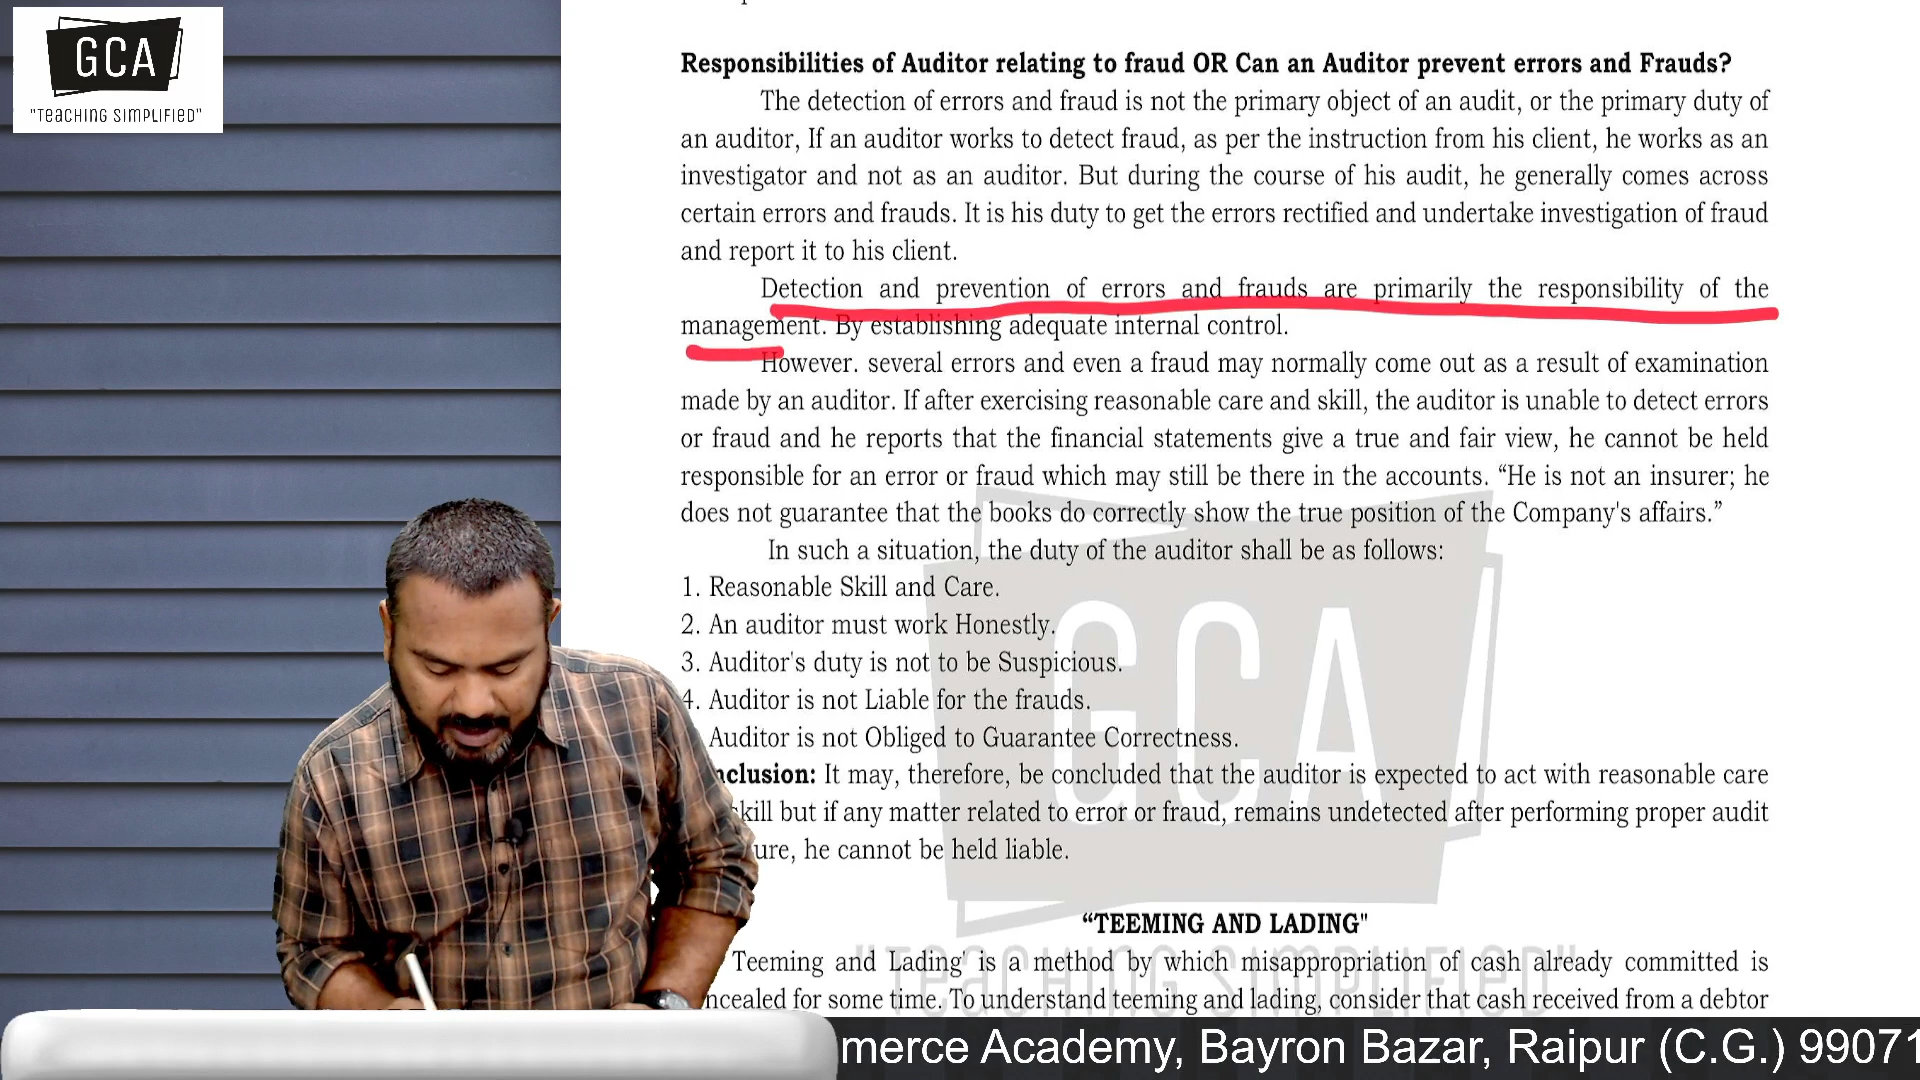 GCA
"TEACHING SIMPLIFIED"
Responsibilities of Auditor relating to fraud OR Can an Auditor prevent errors and Frauds?
The detection of errors and fraud is not the primary object of an audit, or the primary duty of
an auditor, If an auditor works to detect fraud, as per the instruction from his client, he works as an
investigator and not as an auditor. But during the course of his audit, he generally comes across
certain errors and frauds. It is his duty to get the errors rectified and undertake investigation of fraud
and report it to his client.
Detection and prevention of errors and frauds are primarily the responsibility of the
management. By establishing adequate internal control.
However. several errors and even a fraud may normally come out as a result of examination
made by an auditor. If after exercising reasonable care and skill, the auditor is unable to detect errors
or fraud and he reports that the financial statements give a true and fair view, he cannot be held
responsible for an error or fraud which may still be there in the accounts. “He is not an insurer; he
does not guarantee that the books do correctly show the true position of the Company's affairs.”
In such a situation, the duty of the auditor shall be as follows:
1. Reasonable Skill and Care.
2. An auditor must work Honestly.
3. Auditor's duty is not to be Suspicious.
4. Auditor is not Liable for the frauds.
Auditor is not Obliged to Guarantee Correctness.
nclusion: It may, therefore, be concluded that the auditor is expected to act with reasonable care
kill but if any matter related to error or fraud, remains undetected after performing proper audit
ure, he cannot be held liable.
GCA
"TEACHING SIMPLIFIED"
“TEEMING AND LADING"
Teeming and Lading' is a method by which misappropriation of cash already committed is
ncealed for some time. To understand teeming and lading, consider that cash received from a debtor
merce Academy, Bayron Bazar, Raipur (C.G.) 99071